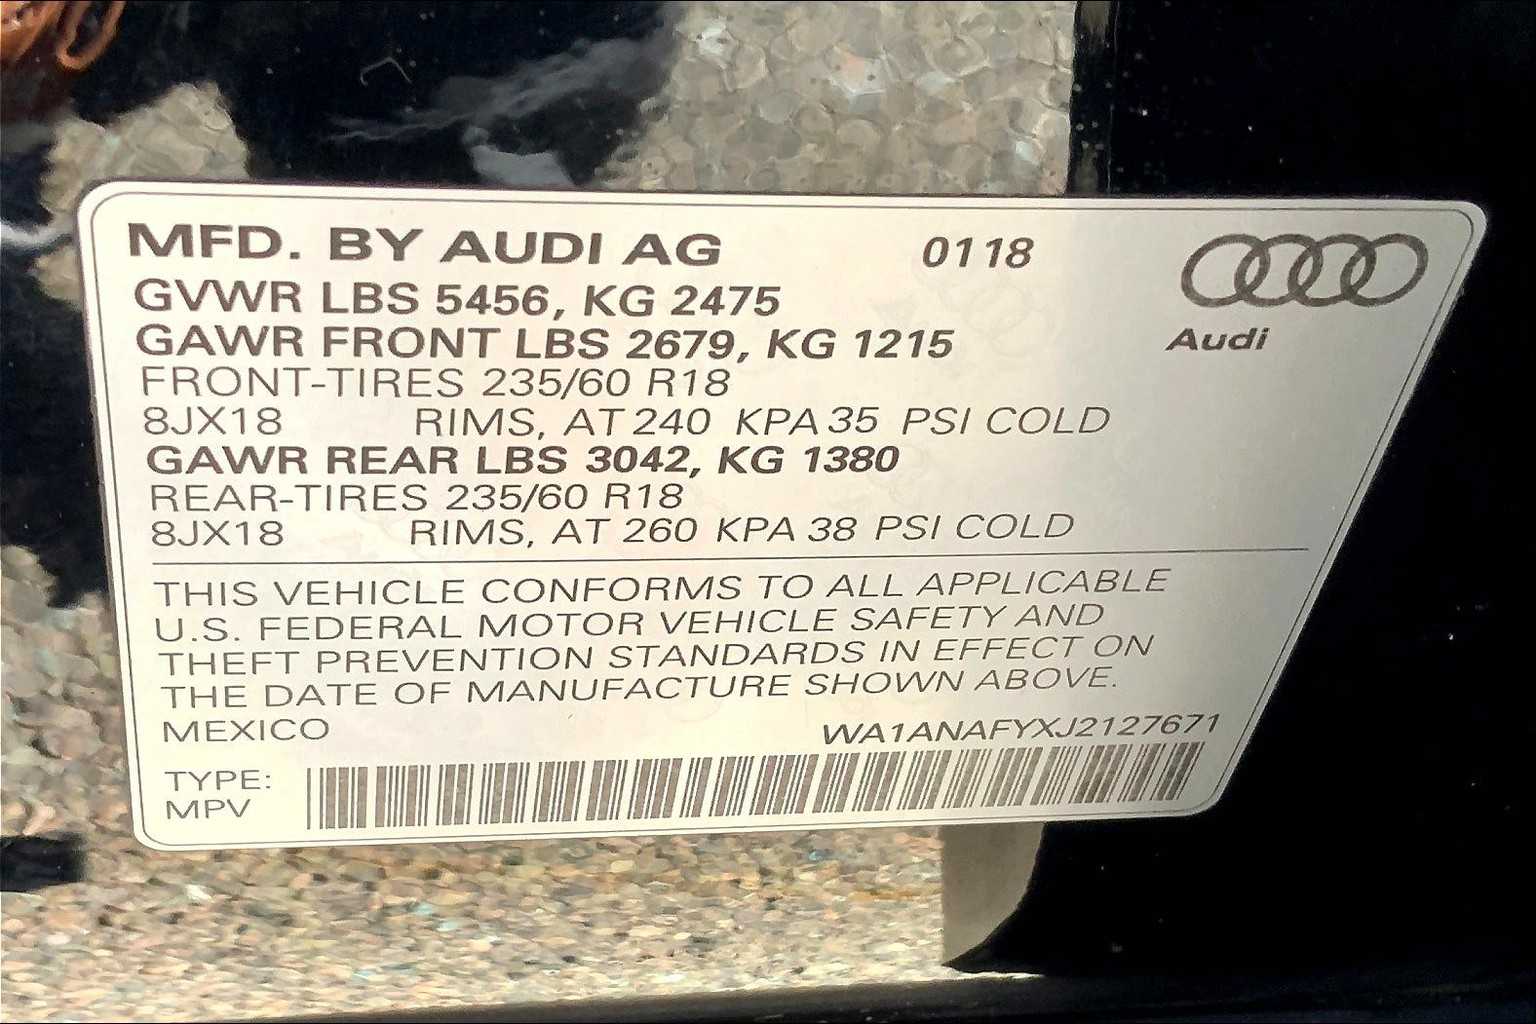 MFD. BY AUDI AG 0118
GVWR LBS 5456, KG 2475
GAWR FRONT LBS 2679, KG 1215
Audi
FRONT-TIRES 235/60 R18
8JX18 RIMS, AT 240 KPA 35 PSI COLD
GAWR REAR LBS 3042, KG 1380
REAR-TIRES 235/60 R18
8JX18 RIMS, AT 260 KPA 38 PSI COLD
THIS VEHICLE CONFORMS TO ALL APPLICABLE
U.S. FEDERAL MOTOR VEHICLE SAFETY AND
THEFT PREVENTION STANDARDS IN EFFECT ON
THE DATE OF MANUFACTURE SHOWN ABOVE.
MEXICO WA1ANAFYXJ2127671
TYPE:
MPV